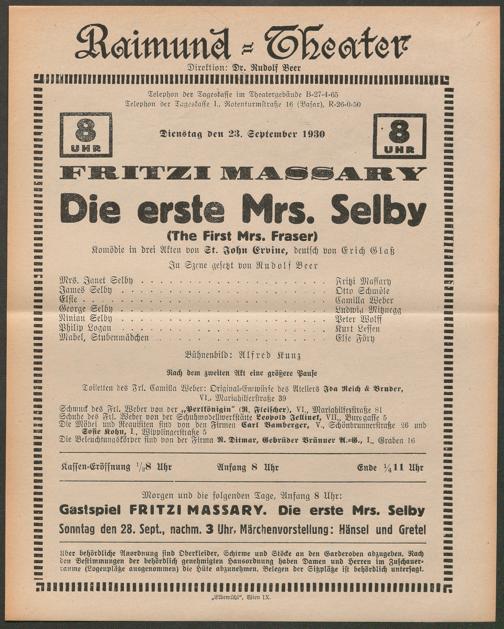 Raimund=Theater
Direktion: Dr. Rudolf Beer
Telephon der Tageskasse im Theatergebäude B-27-4-65
Telephon der Tageskasse I., Rotenturmstraße 16 (Basar), R-26-0-50
8 UHR
Dienstag den 23. September 1930
8 UHR
FRITZI MASSARY
Die erste Mrs. Selby
(The First Mrs. Fraser)
Komödie in drei Akten von St. John Ervine, deutsch von Erich Glaß
In Szene gesetzt von Rudolf Beer
Mrs. Janet Selby . . . . . . . . . . Fritzi Massary
James Selby . . . . . . . . . . Otto Schmöle
Elsie . . . . . . . . . . Camilla Weber
George Selby . . . . . . . . . . Ludwig
Ninian Selby . . . . . . . . . . Peter Wolff
Philip Logan . . . . . . . . . . Kurt Lessen
Mabel, Stubenmädchen . . . . . . . . . . Else Föry
Bühnenbild: Alfred Kunz
Nach dem zweiten Akt eine größere Pause
Toiletten des Frl. Camilla Weber: Original-Entwürfe des Ateliers Ida Reich & Bruder,
VI., Mariahilferstraße 39
Schmuck des Frl. Weber von der „Perlkönigin" (R. Fleischer), VI., Mariahilferstraße 81
Schuhe des Frl. Weber von der Schuhmodellwerkstätte Leopold Jellinek, VII., Burggasse 5
Die Möbel und Requisiten sind von den Firmen Carl Bamberger, V., Schönbrunnerstraße 26 und
Sofie Kohn, I., Wipplingerstraße 5
Die Beleuchtungskörper sind von der Firma R. Ditmar, Gebrüder Brünner A.-G., I., Graben 16
Kassen-Eröffnung ½8 Uhr Anfang 8 Uhr Ende ¼11 Uhr
Morgen und die folgenden Tage, Anfang 8 Uhr:
Gastspiel FRITZI MASSARY. Die erste Mrs. Selby
Sonntag den 28. Sept., nachm. 3 Uhr. Märchenvorstellung: Hänsel und Gretel
Über behördliche Anordnung sind Oberkleider, Schirme und Stöcke an den Garderoben abzugeben. Nach
den Bestimmungen der behördlich genehmigten Hausordnung haben Damen und Herren im Zuschauer-
raume (Logenplätze ausgenommen) die Hüte abzunehmen. Belegen der Sitzplätze ist behördlich untersagt.
„Elbemühl", Wien IX.